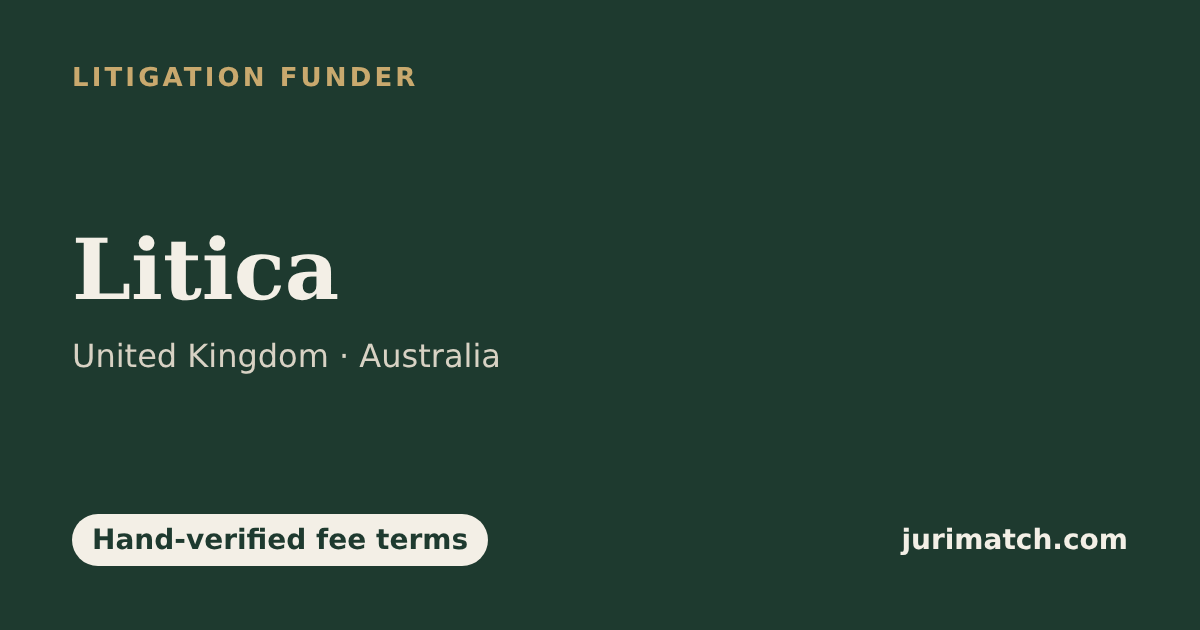 LITIGATION FUNDER
Litica
United Kingdom · Australia
Hand-verified fee terms
jurimatch.com